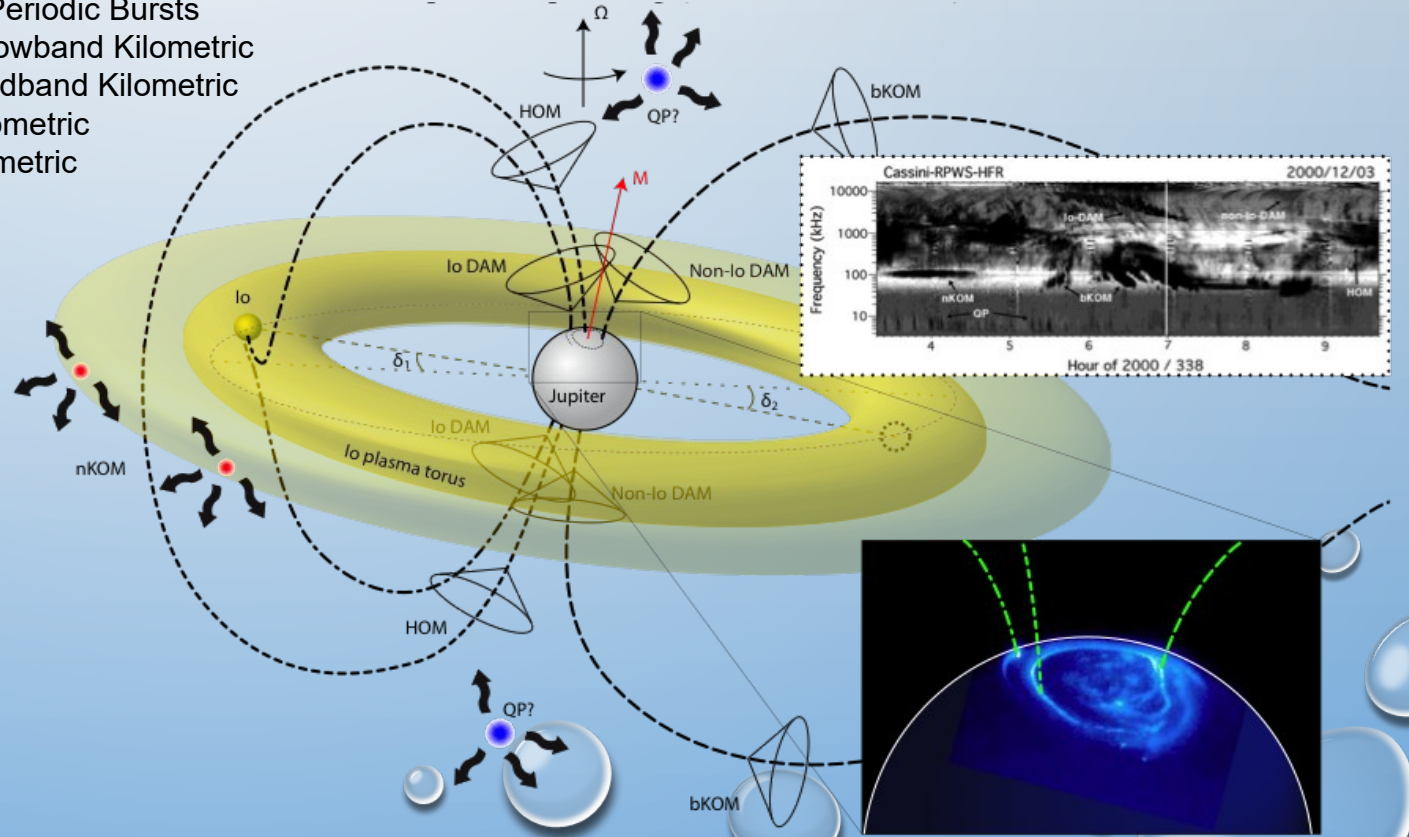 Periodic Bursts
owband Kilometric
dband Kilometric
ometric
metric
Ω
QP?
HOM
bKOM
M
Io DAM
Non-Io DAM
Io
δ1
δ2
Jupiter
Io DAM
Io plasma torus
Non-Io DAM
nKOM
HOM
QP?
bKOM
Cassini-RPWS-HFR 2000/12/03
Frequency (kHz)
10000
1000
100
10
Io-DAM
non-Io-DAM
nKOM
bKOM
HOM
QP
4 5 6 7 8 9
Hour of 2000 / 338